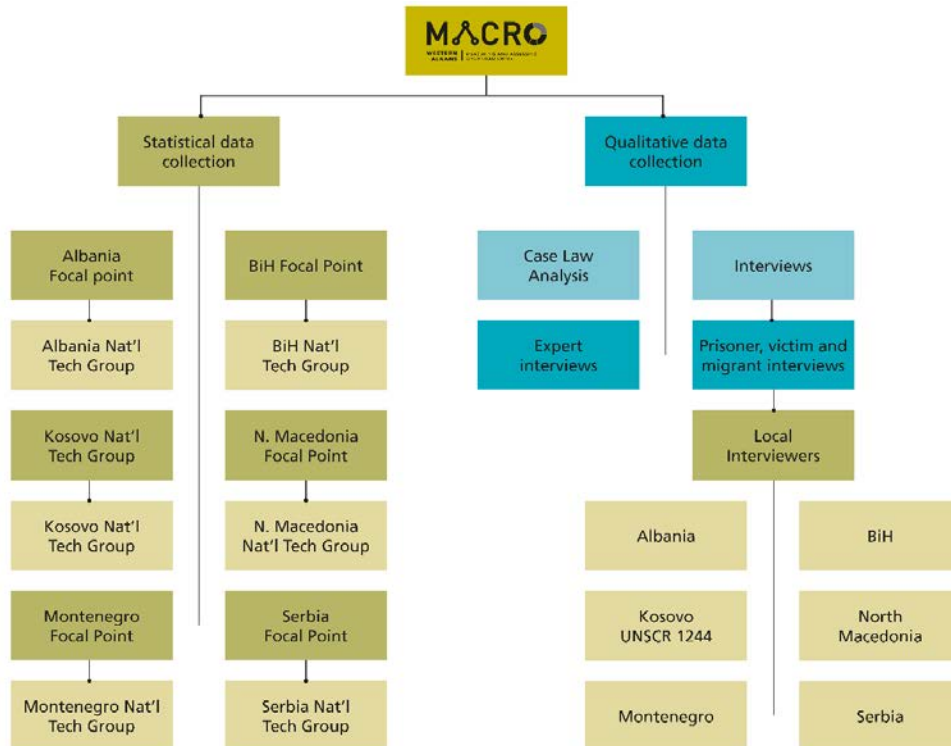 MACRO
WESTERN
BALKANS
Statistical data
collection
Qualitative data
collection
Albania
Focal point
BiH Focal Point
Case Law
Analysis
Interviews
Albania Nat'l
Tech Group
BiH Nat'l
Tech Group
Expert
interviews
Prisoner, victim and
migrant interviews
Kosovo Nat'l
Tech Group
N. Macedonia
Focal Point
Local
Interviewers
Kosovo Nat'l
Tech Group
N. Macedonia
Nat'l Tech Group
Albania
BiH
Montenegro
Focal Point
Serbia
Focal Point
Kosovo
UNSCR 1244
North
Macedonia
Montenegro Nat'l
Tech Group
Serbia Nat'l
Tech Group
Montenegro
Serbia